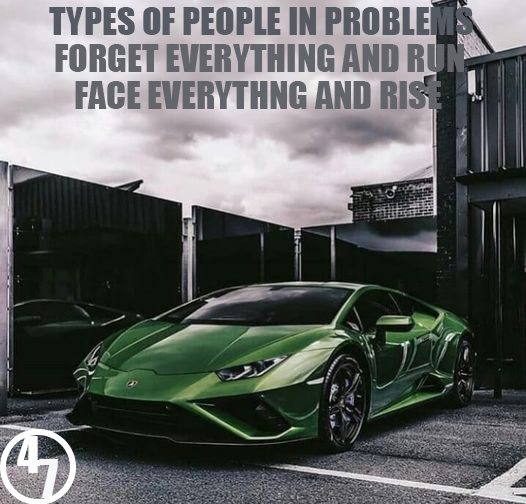 TYPES OF PEOPLE IN PROBLEMS
FORGET EVERYTHING AND RUN
FACE EVERYTHNG AND RISE
47